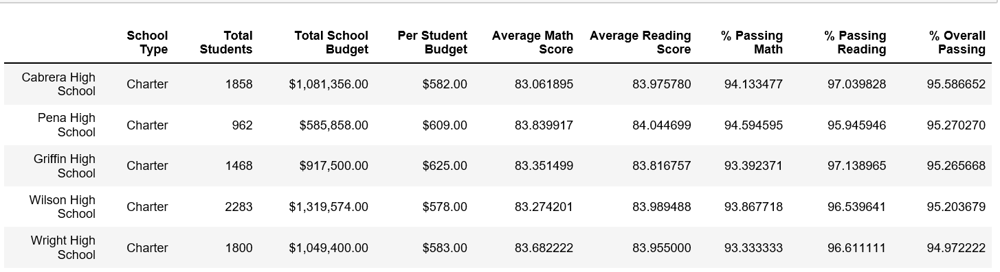 School Type Total Students Total School Budget Per Student Budget Average Math Score Average Reading Score % Passing Math % Passing Reading % Overall Passing
Cabrera High School Charter 1858 $1,081,356.00 $582.00 83.061895 83.975780 94.133477 97.039828 95.586652
Pena High School Charter 962 $585,858.00 $609.00 83.839917 84.044699 94.594595 95.945946 95.270270
Griffin High School Charter 1468 $917,500.00 $625.00 83.351499 83.816757 93.392371 97.138965 95.265668
Wilson High School Charter 2283 $1,319,574.00 $578.00 83.274201 83.989488 93.867718 96.539641 95.203679
Wright High School Charter 1800 $1,049,400.00 $583.00 83.682222 83.955000 93.333333 96.611111 94.972222